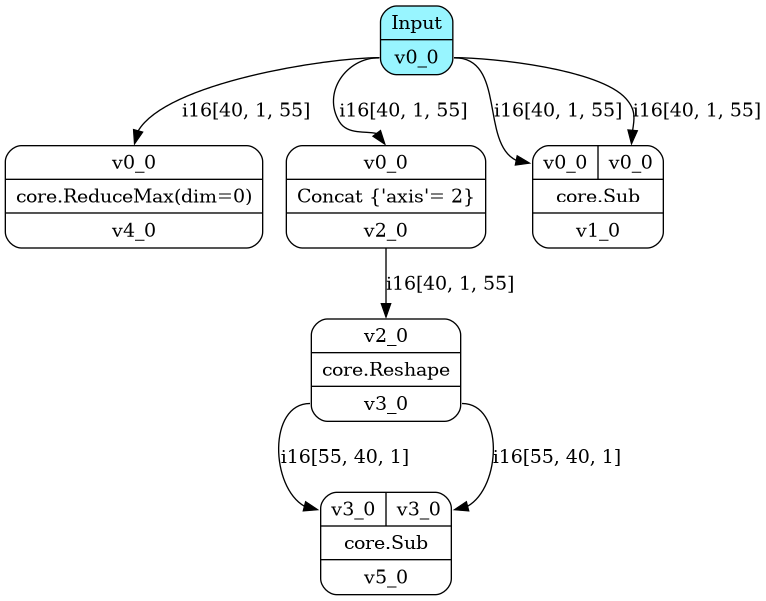 Input
v0_0
i16[40, 1, 55]
i16[40, 1, 55]
i16[40, 1, 55]
i16[40, 1, 55]
v0_0
core.ReduceMax(dim=0)
v4_0
v0_0
Concat {'axis'= 2}
v2_0
v0_0 v0_0
core.Sub
v1_0
i16[40, 1, 55]
v2_0
core.Reshape
v3_0
i16[55, 40, 1]
i16[55, 40, 1]
v3_0 v3_0
core.Sub
v5_0